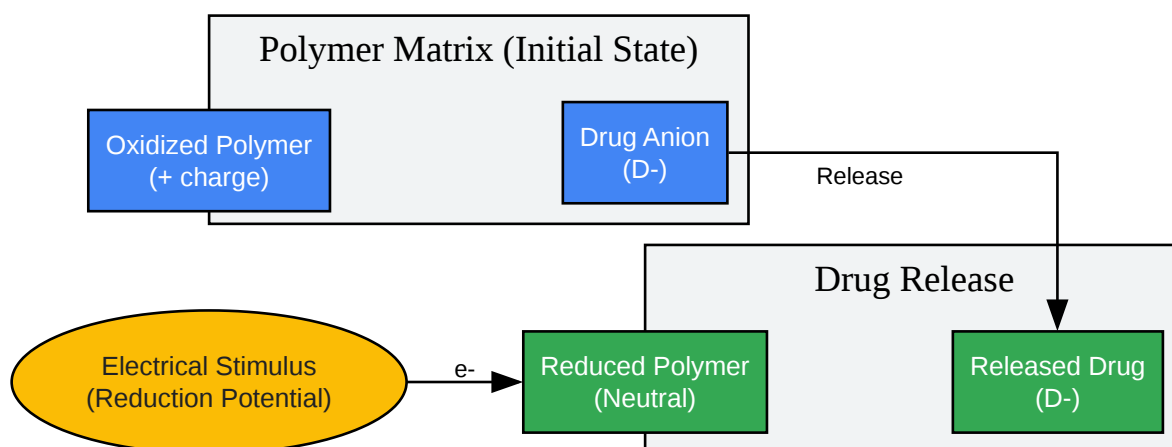 Polymer Matrix (Initial State)
Oxidized Polymer
(+ charge)
Drug Anion
(D-)
Release
Drug Release
Electrical Stimulus
(Reduction Potential)
e-
Reduced Polymer
(Neutral)
Released Drug
(D-)